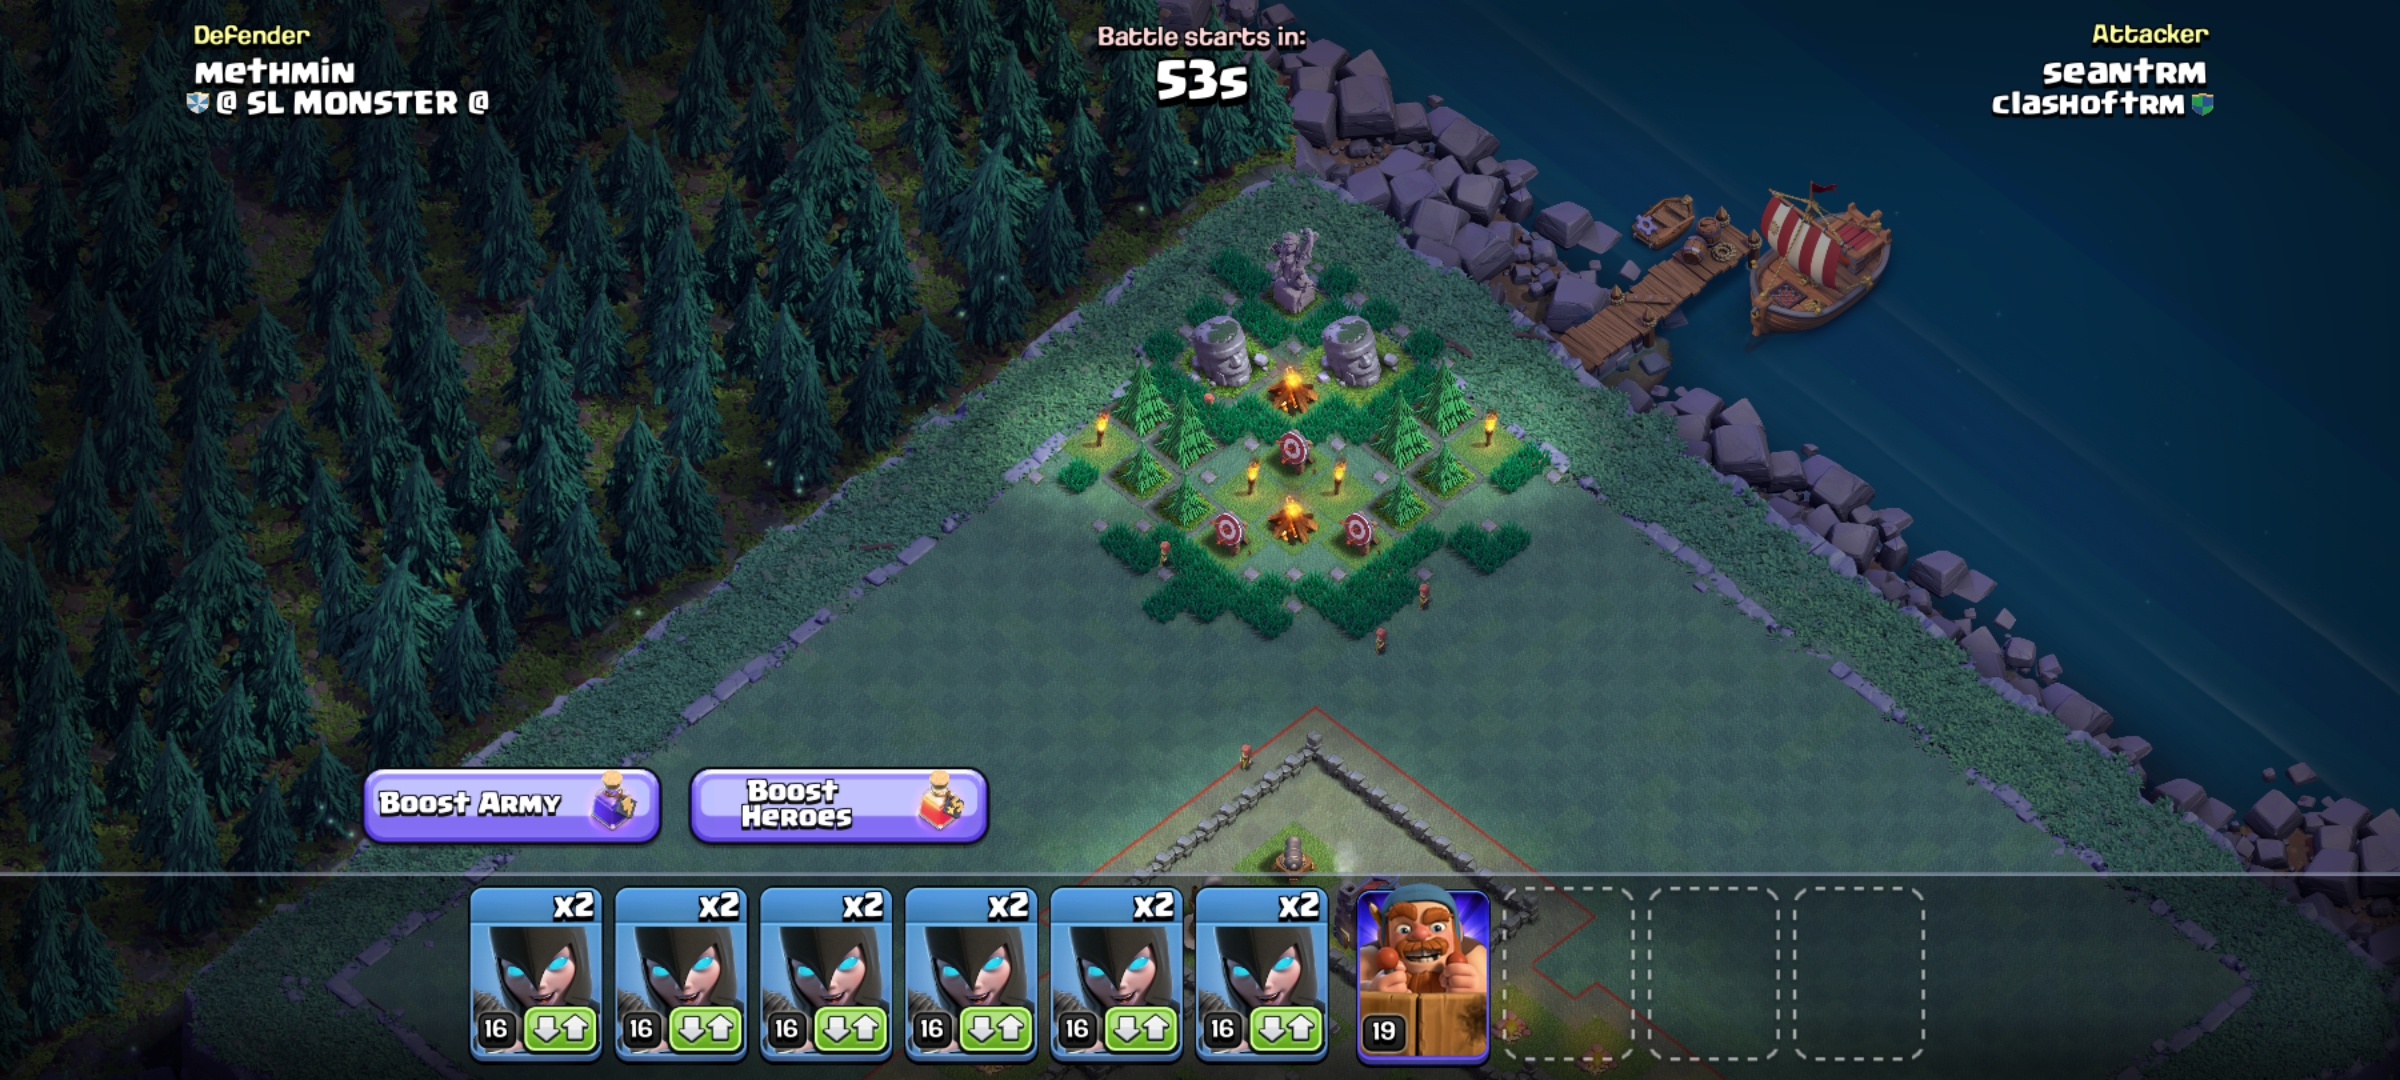 Defender
Methmin
@ SL MONSTER @
Battle starts in:
53s
Attacker
seantrm
clashoftrm
Boost Army
Boost
Heroes
x2
x2
x2
x2
x2
x2
16
16
16
16
16
16
19